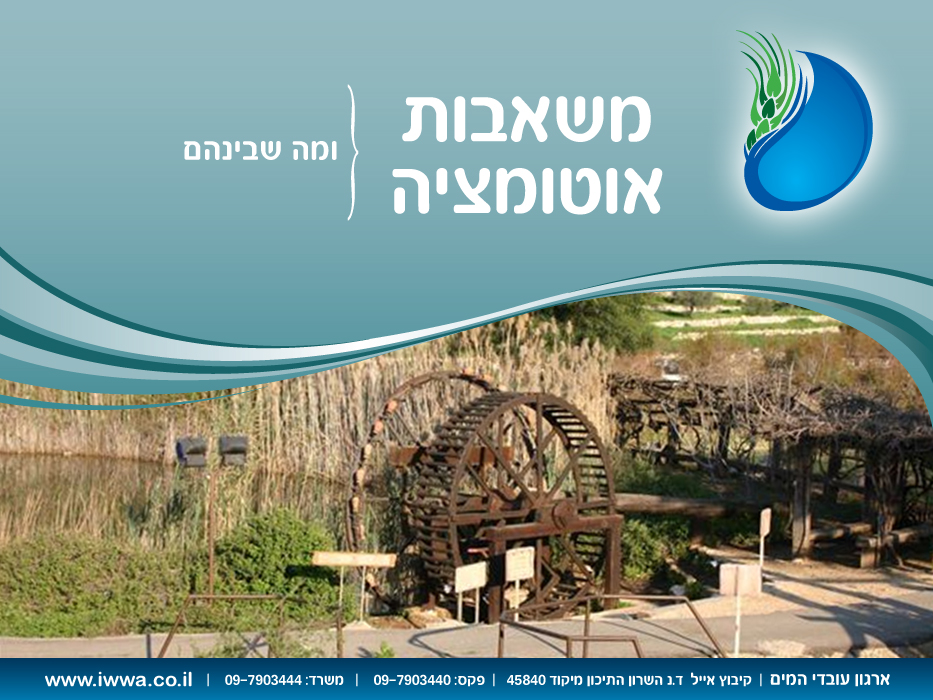 משאבות
אוטומציה
ומה שבינהם
ארגון עובדי המים | קיבוץ אייל ד.נ השרון התיכון מיקוד 45840 | פקס: 09-7903440 | משרד: 09-7903444 | www.iwwa.co.il